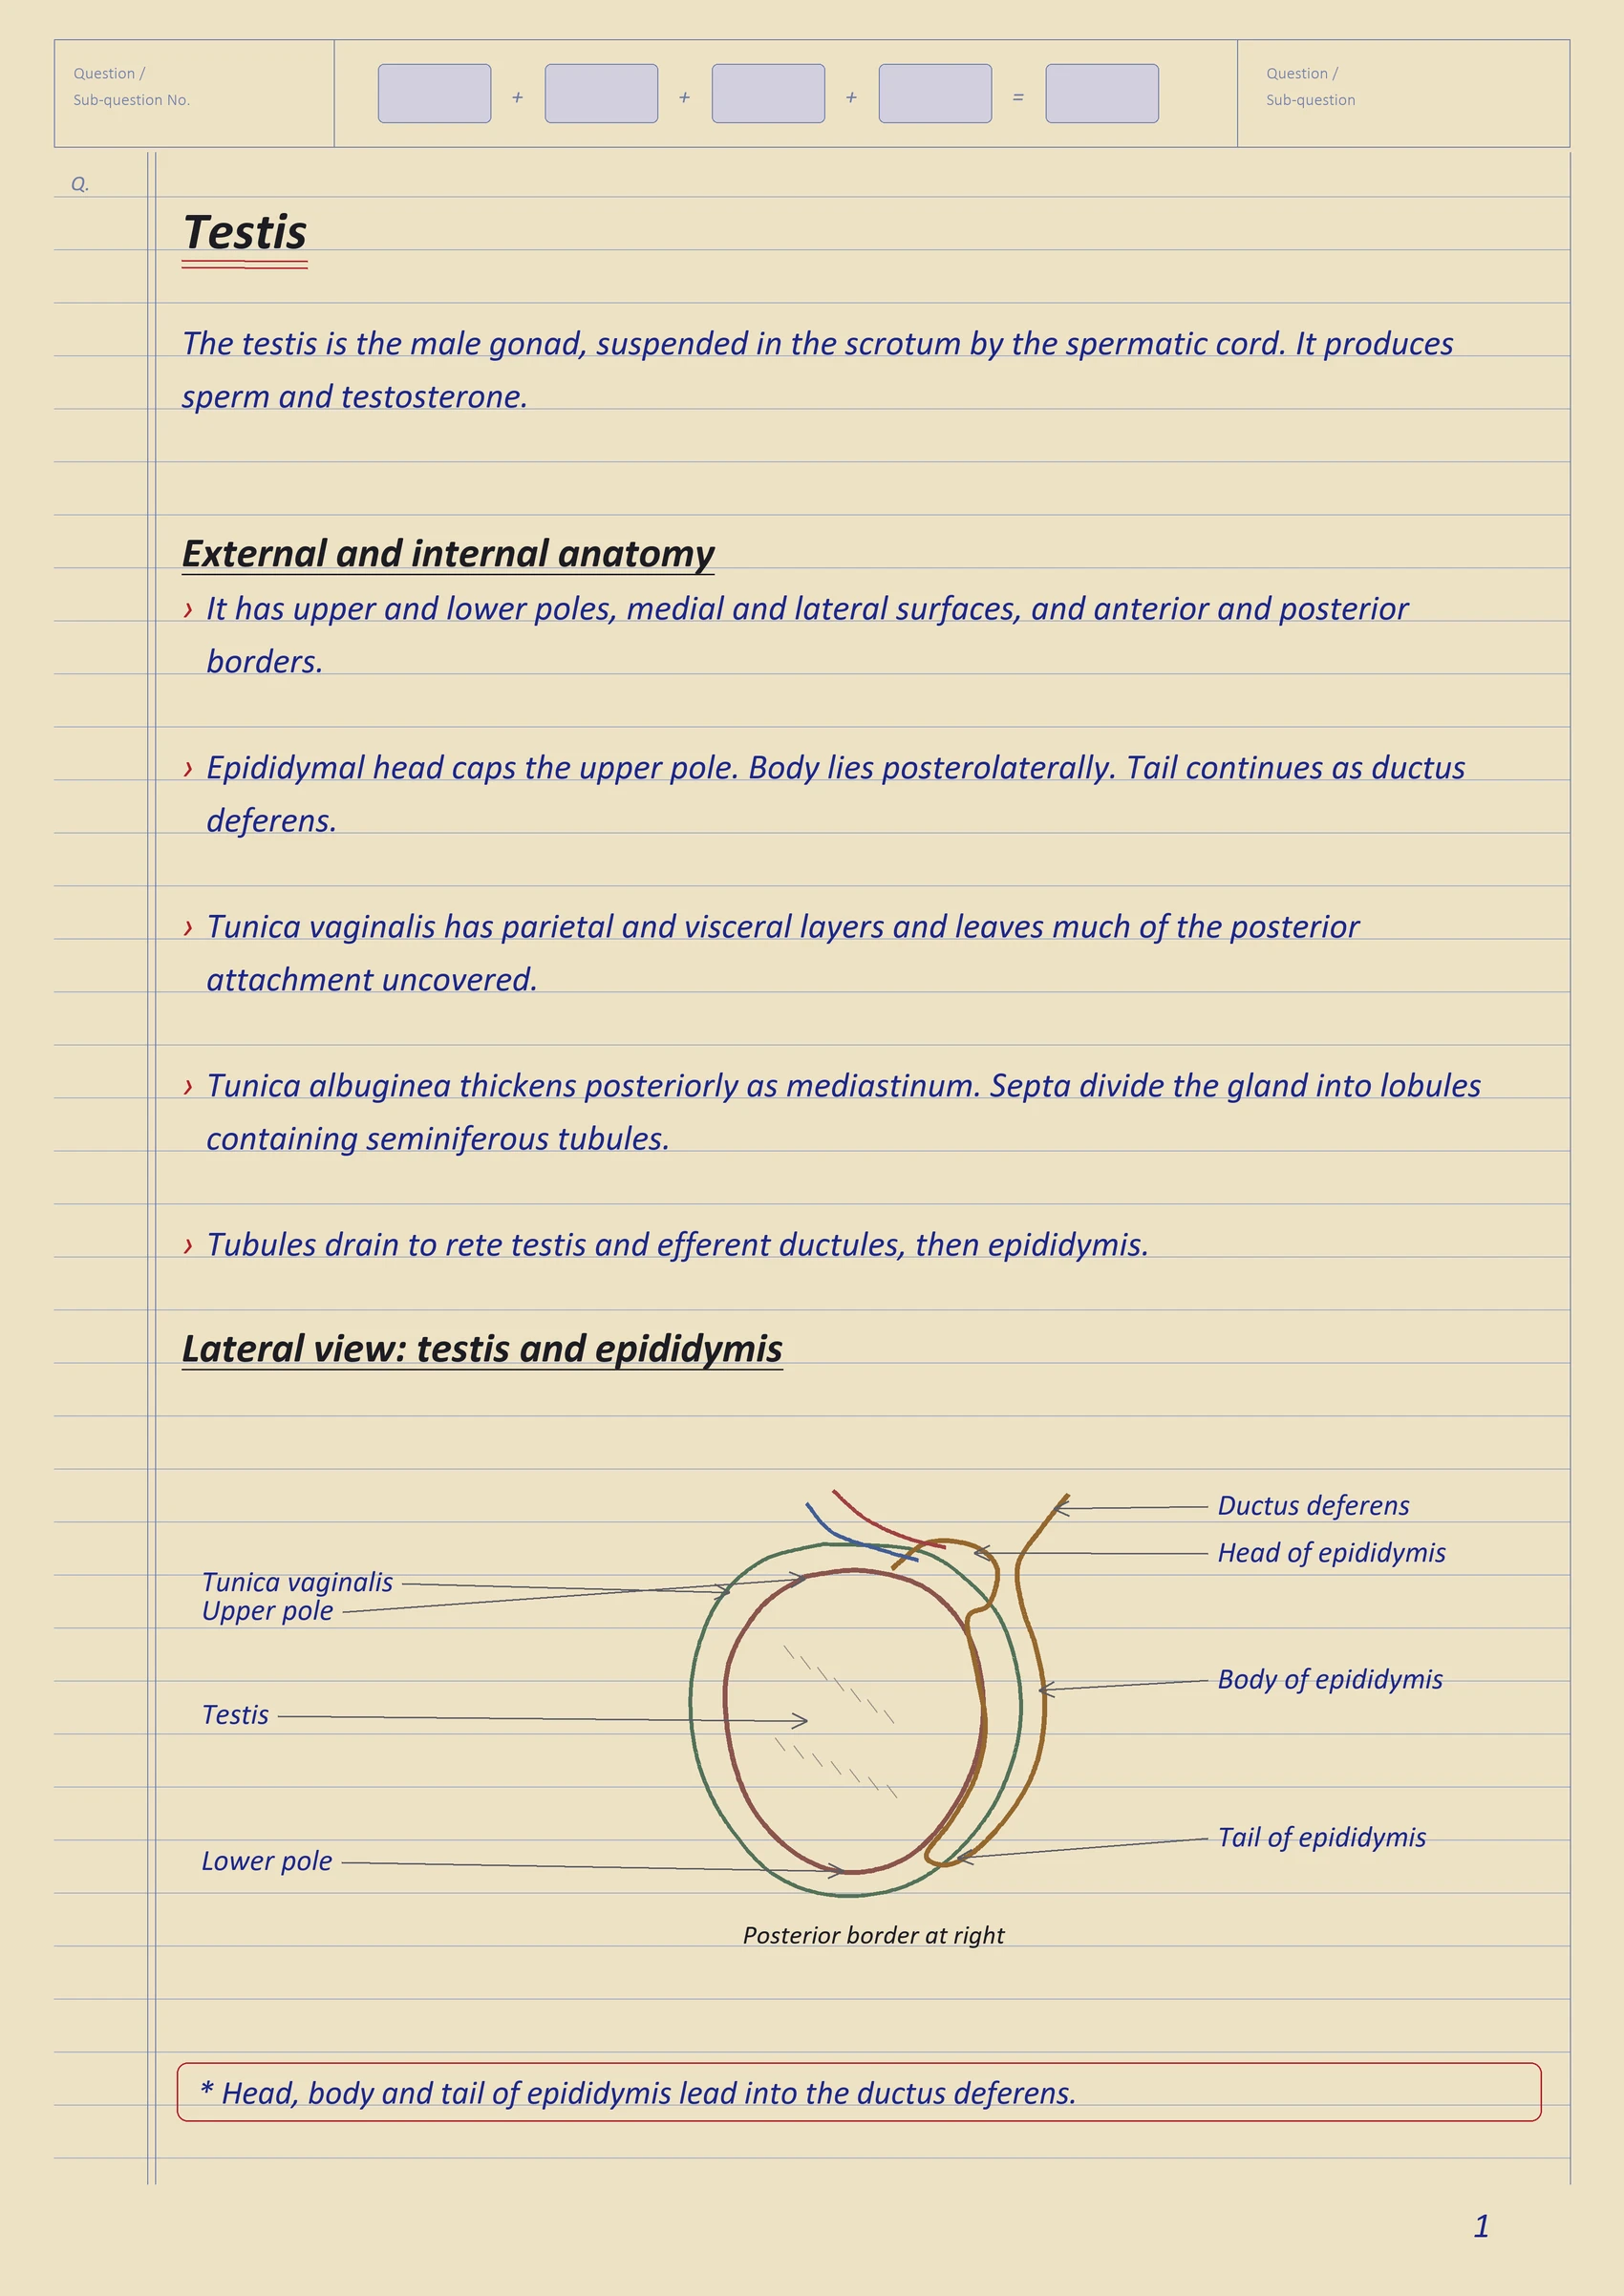 Question /
Sub-question No.
+ + + + =
Question /
Sub-question
Q.
Testis
The testis is the male gonad, suspended in the scrotum by the spermatic cord. It produces
sperm and testosterone.
External and internal anatomy
› It has upper and lower poles, medial and lateral surfaces, and anterior and posterior
borders.
› Epididymal head caps the upper pole. Body lies posterolaterally. Tail continues as ductus
deferens.
› Tunica vaginalis has parietal and visceral layers and leaves much of the posterior
attachment uncovered.
› Tunica albuginea thickens posteriorly as mediastinum. Septa divide the gland into lobules
containing seminiferous tubules.
› Tubules drain to rete testis and efferent ductules, then epididymis.
Lateral view: testis and epididymis
Ductus deferens
Head of epididymis
Tunica vaginalis
Upper pole
Body of epididymis
Testis
Tail of epididymis
Lower pole
Posterior border at right
* Head, body and tail of epididymis lead into the ductus deferens.
1